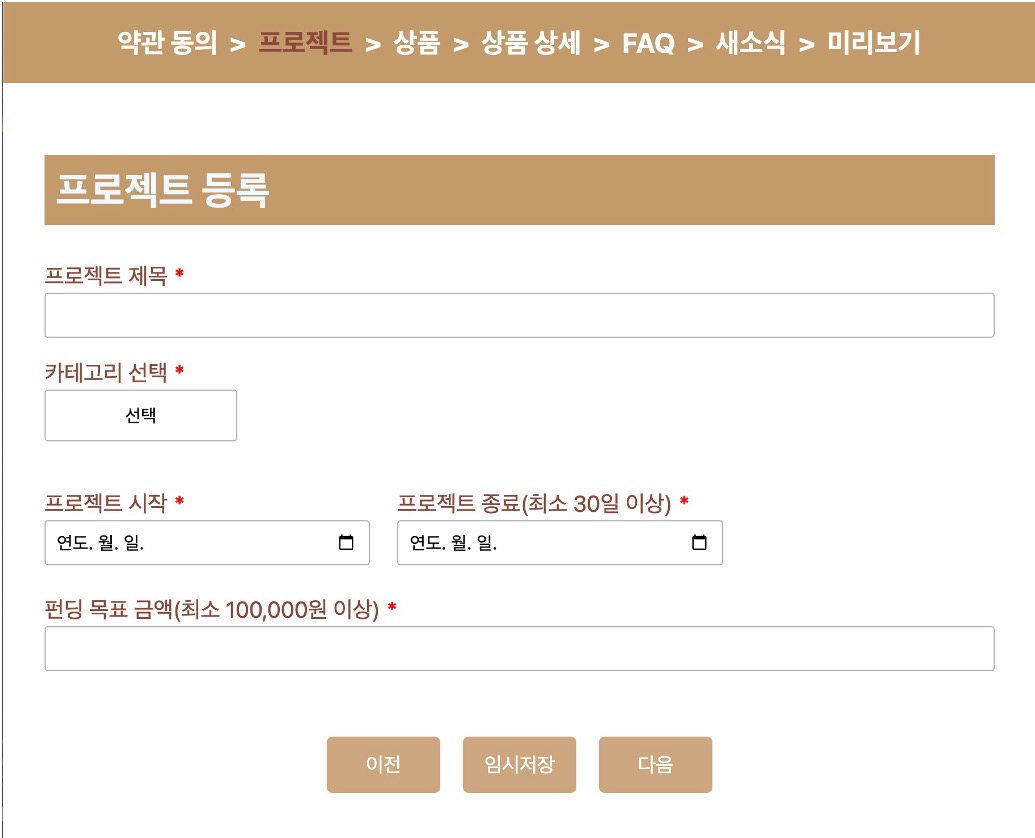 약관 동의 > 프로젝트 > 상품 > 상품 상세 > FAQ > 새소식 > 미리보기
프로젝트 등록
프로젝트 제목 *
카테고리 선택 *
선택
프로젝트 시작 * 프로젝트 종료(최소 30일 이상) *
연도. 월. 일. 연도. 월. 일.
펀딩 목표 금액(최소 100,000원 이상) *
이전 임시저장 다음